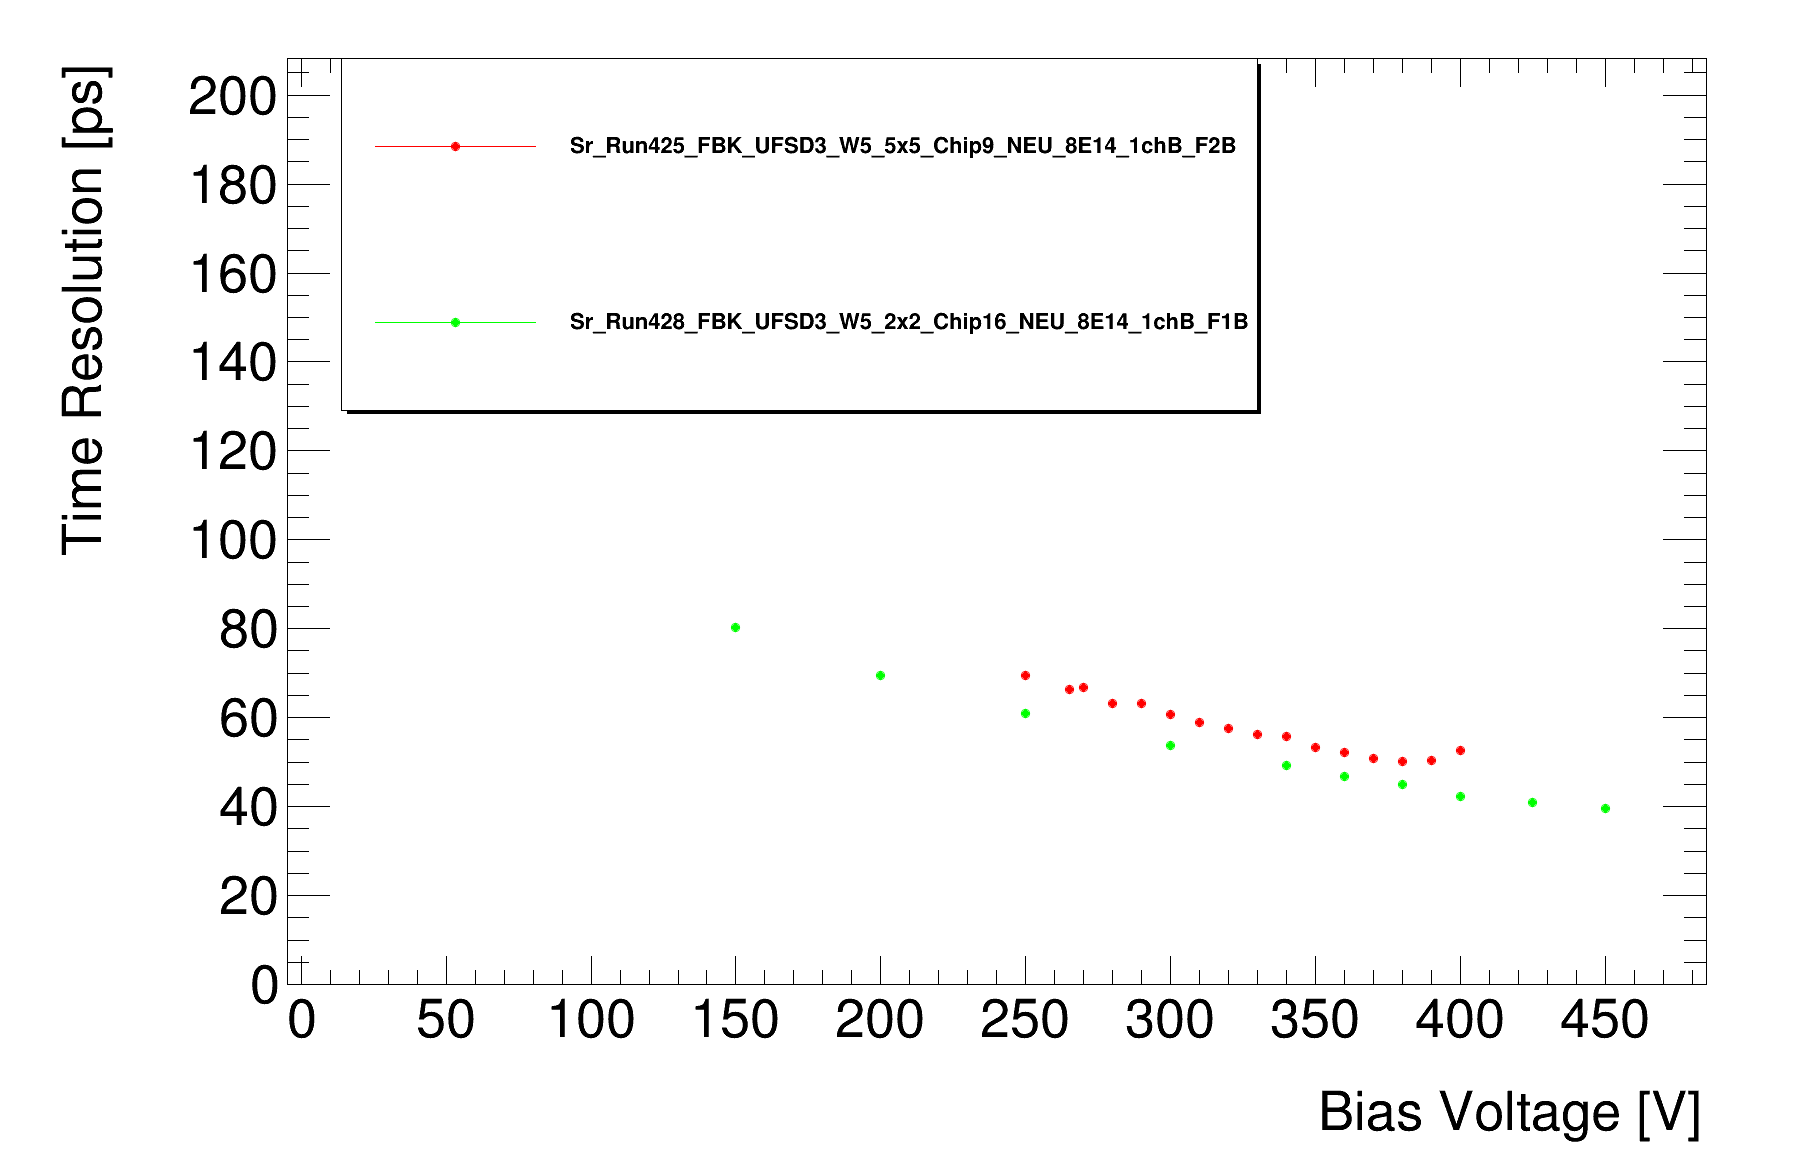 Time Resolution [ps]
200
180
160
140
120
100
80
60
40
20
0
Sr_Run425_FBK_UFSD3_W5_5x5_Chip9_NEU_8E14_1chB_F2B
Sr_Run428_FBK_UFSD3_W5_2x2_Chip16_NEU_8E14_1chB_F1B
0 50 100 150 200 250 300 350 400 450
Bias Voltage [V]